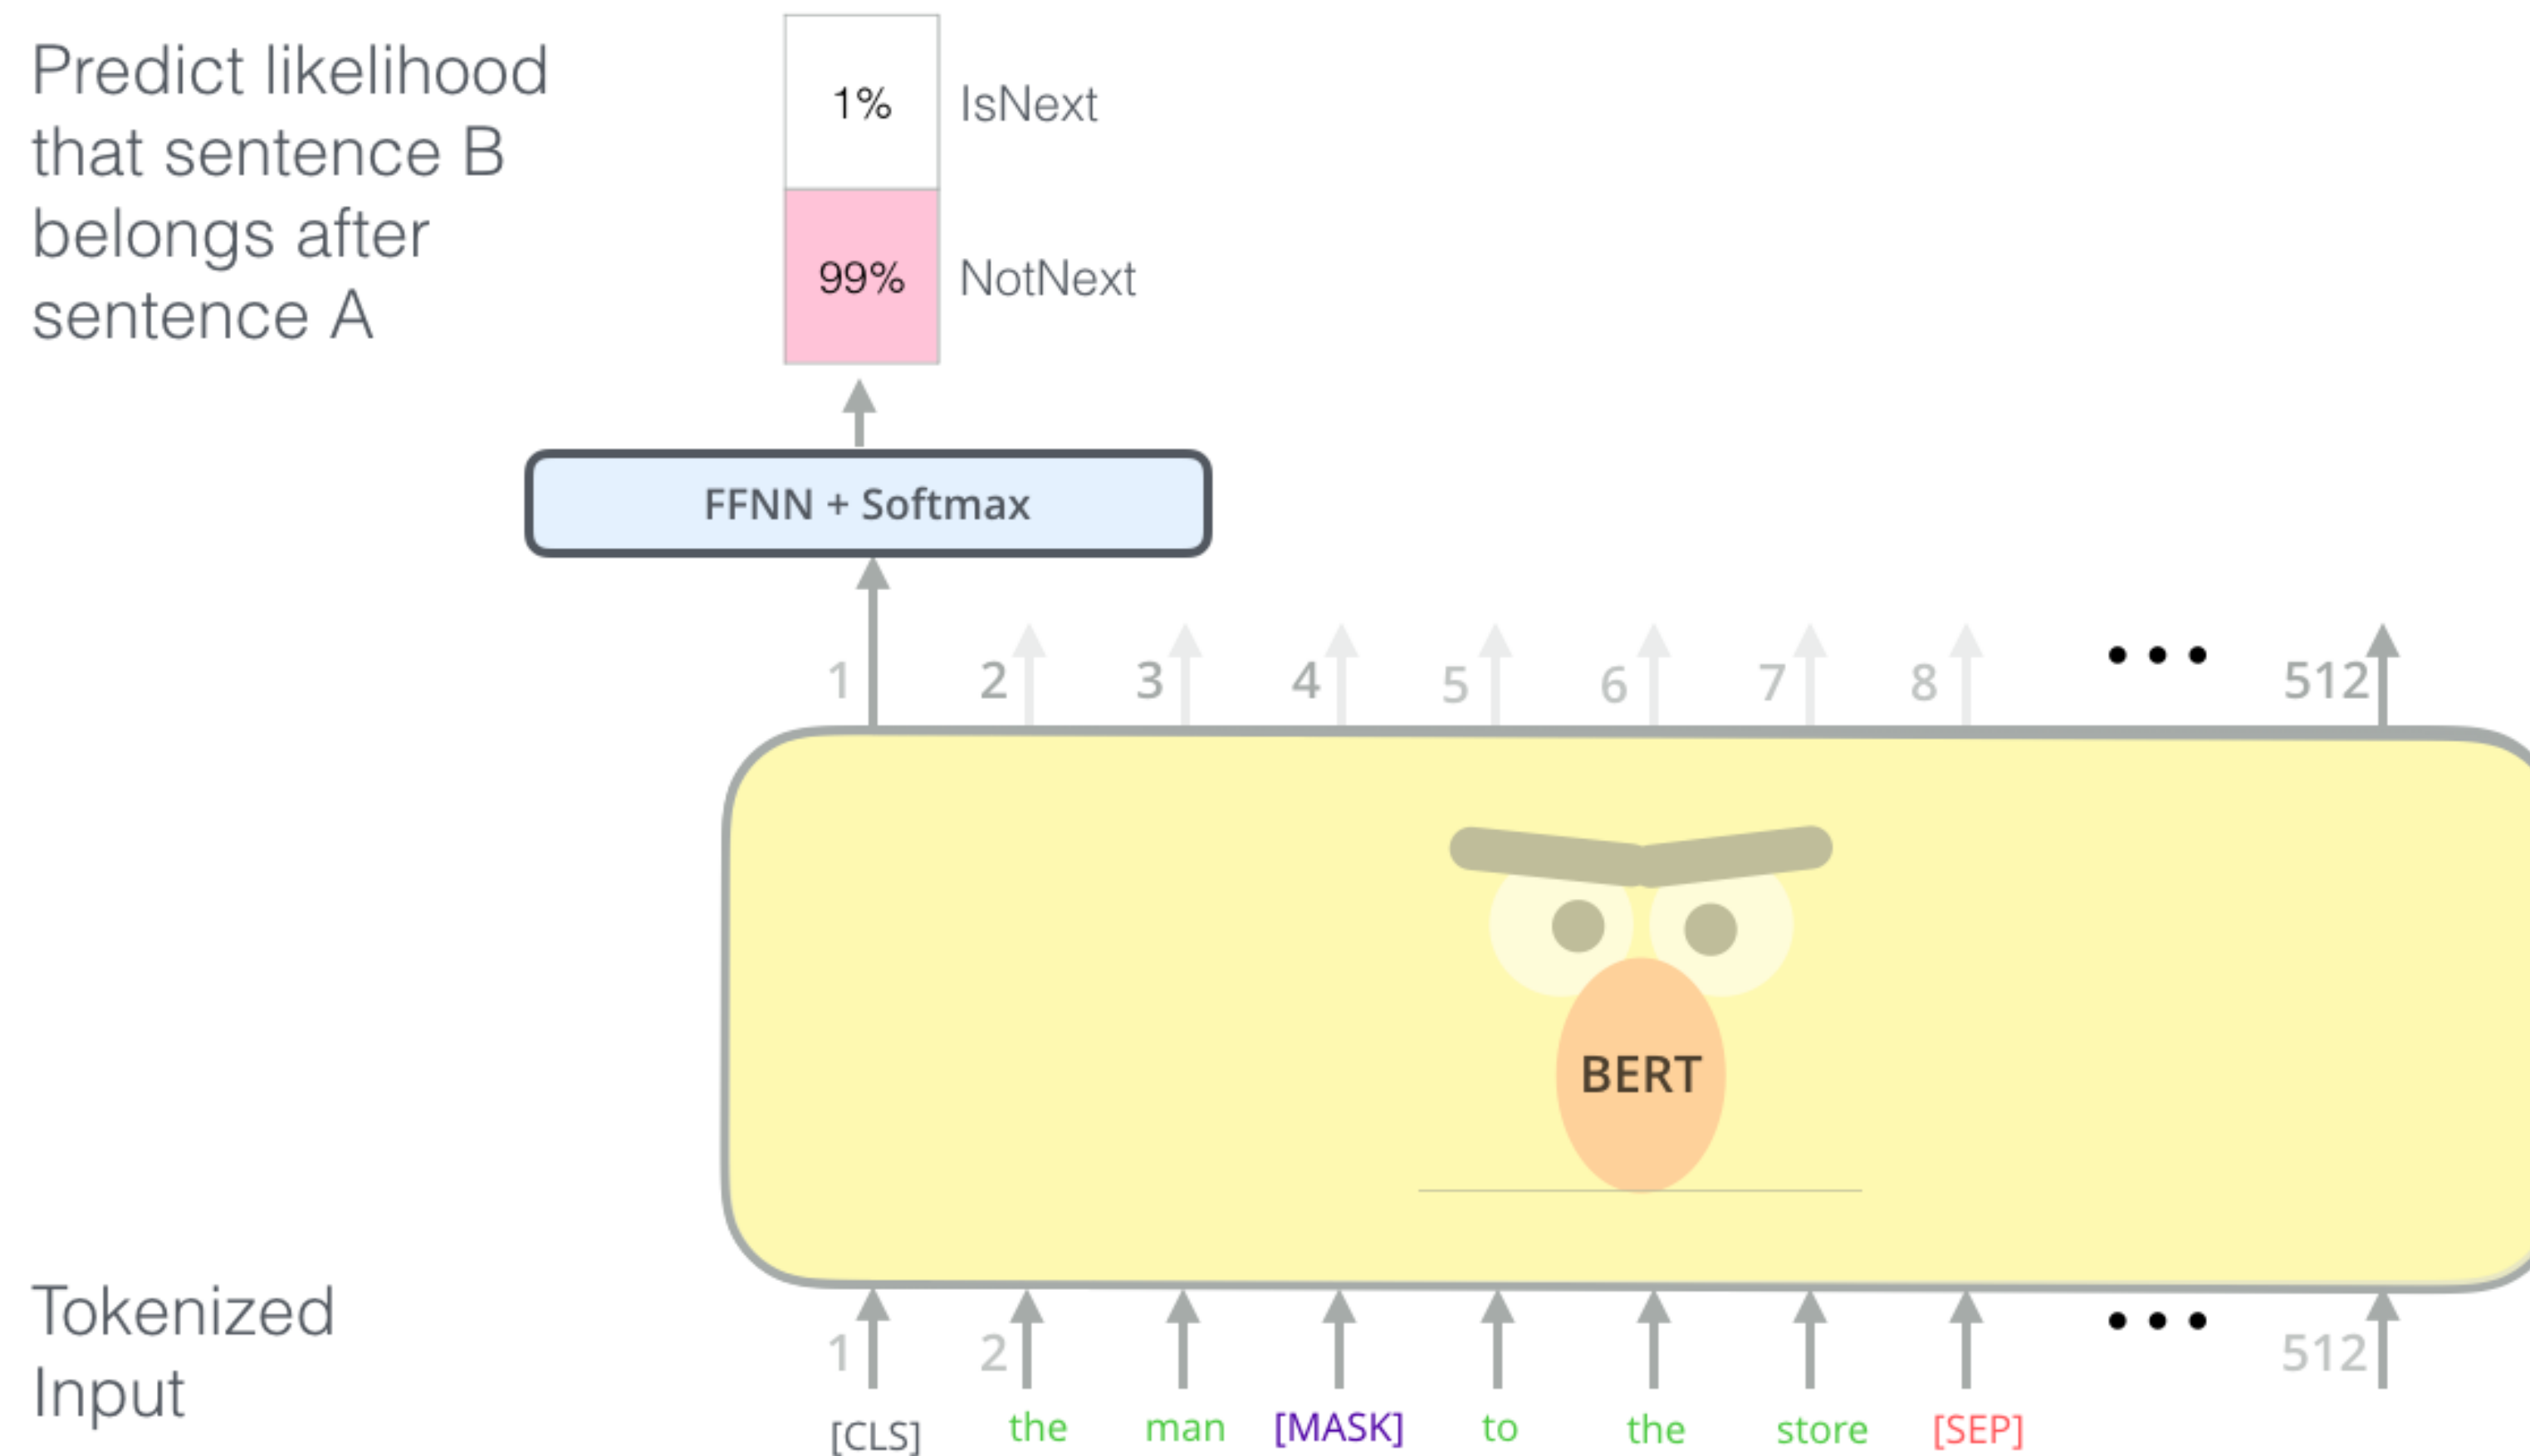 Predict likelihood
that sentence B
belongs after
sentence A
1% IsNext
99% NotNext
FFNN + Softmax
1 2 3 4 5 6 7 8 ••• 512
BERT
Tokenized
Input
1 2 ••• 512
[CLS] the man [MASK] to the store [SEP]